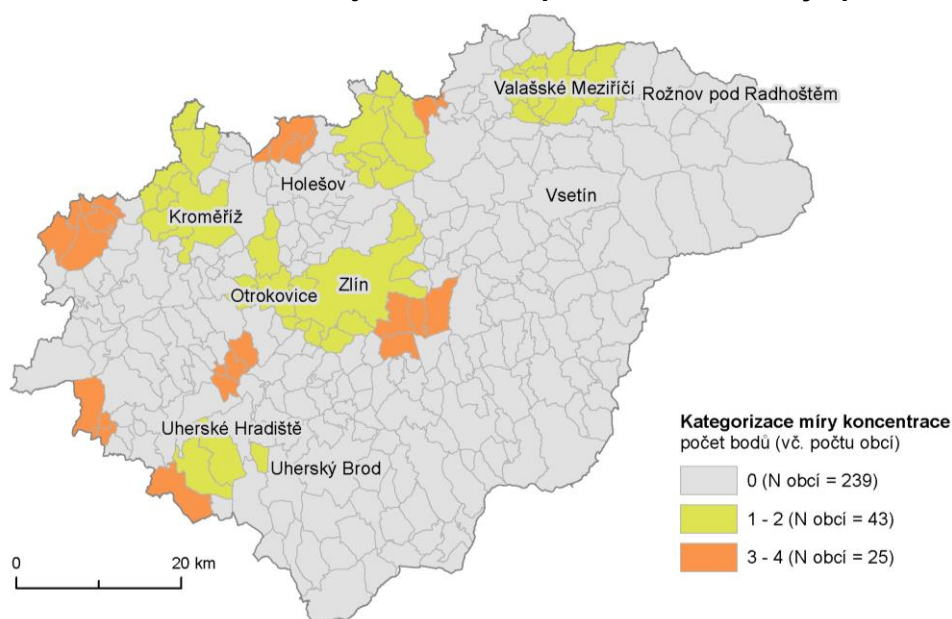 Valašské Meziříčí
Rožnov pod Radhoštěm
Holešov
Vsetín
Kroměříž
Otrokovice
Zlín
Uherské Hradiště
Uherský Brod
Kategorizace míry koncentrace
počet bodů (vč. počtu obcí)
0 (N obcí = 239)
1 - 2 (N obcí = 43)
3 - 4 (N obcí = 25)
0 20 km